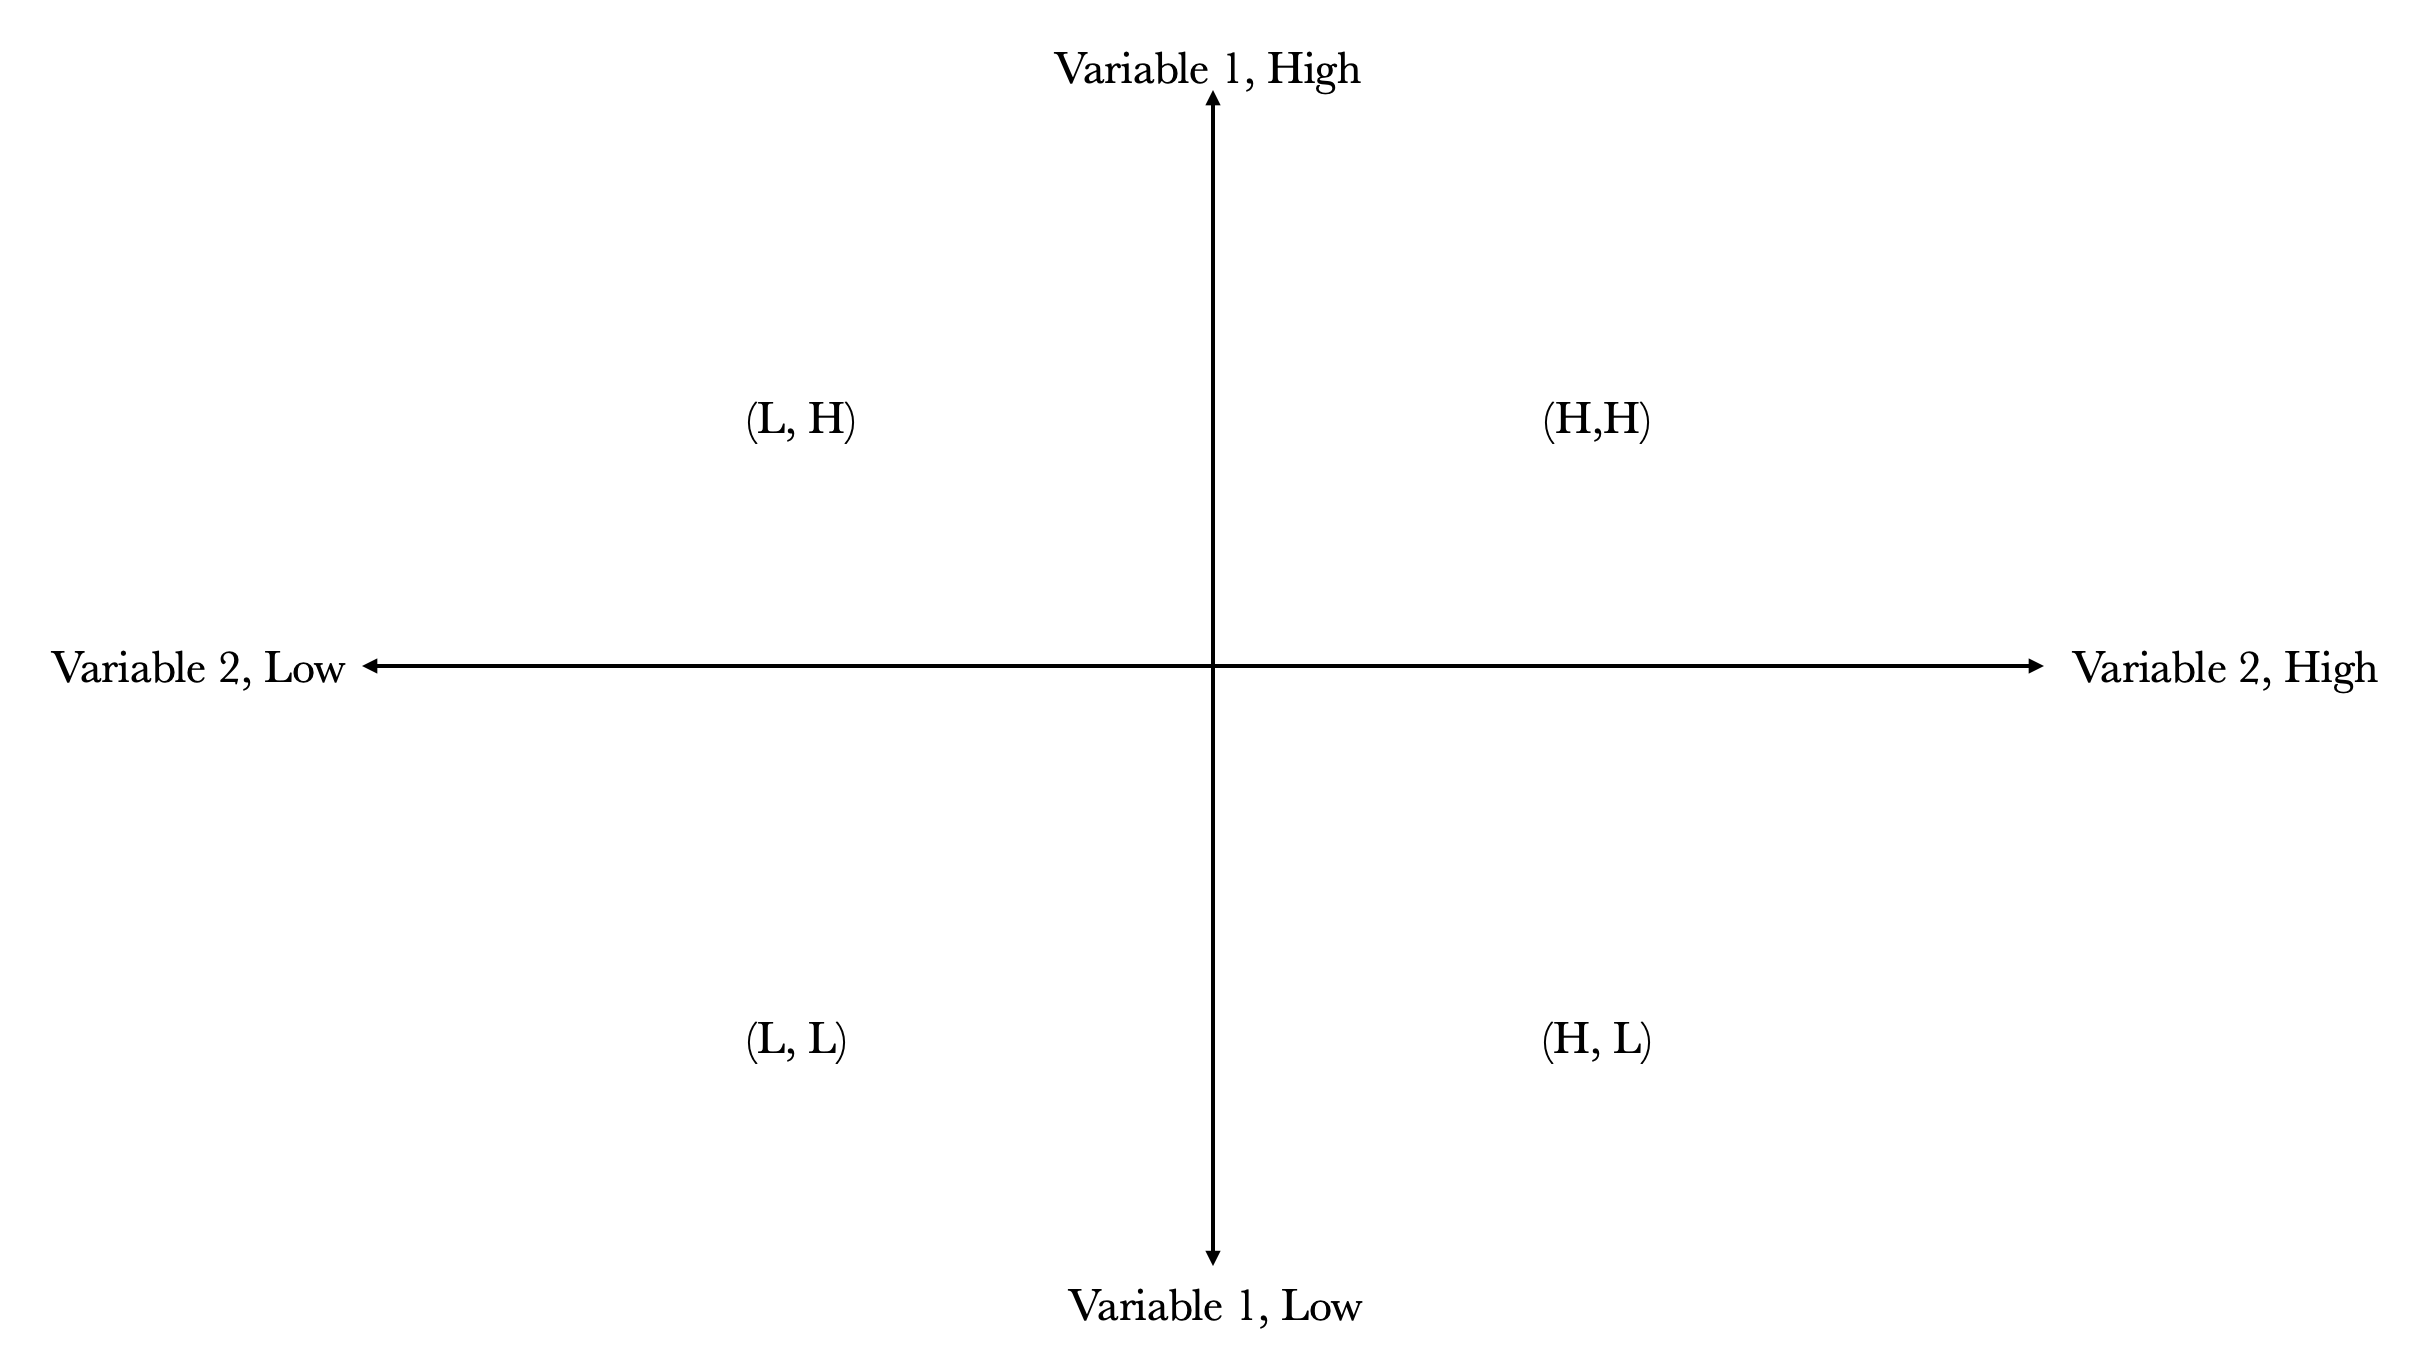 Variable 1, High
(L, H)
(H,H)
Variable 2, Low
Variable 2, High
(L, L)
(H, L)
Variable 1, Low